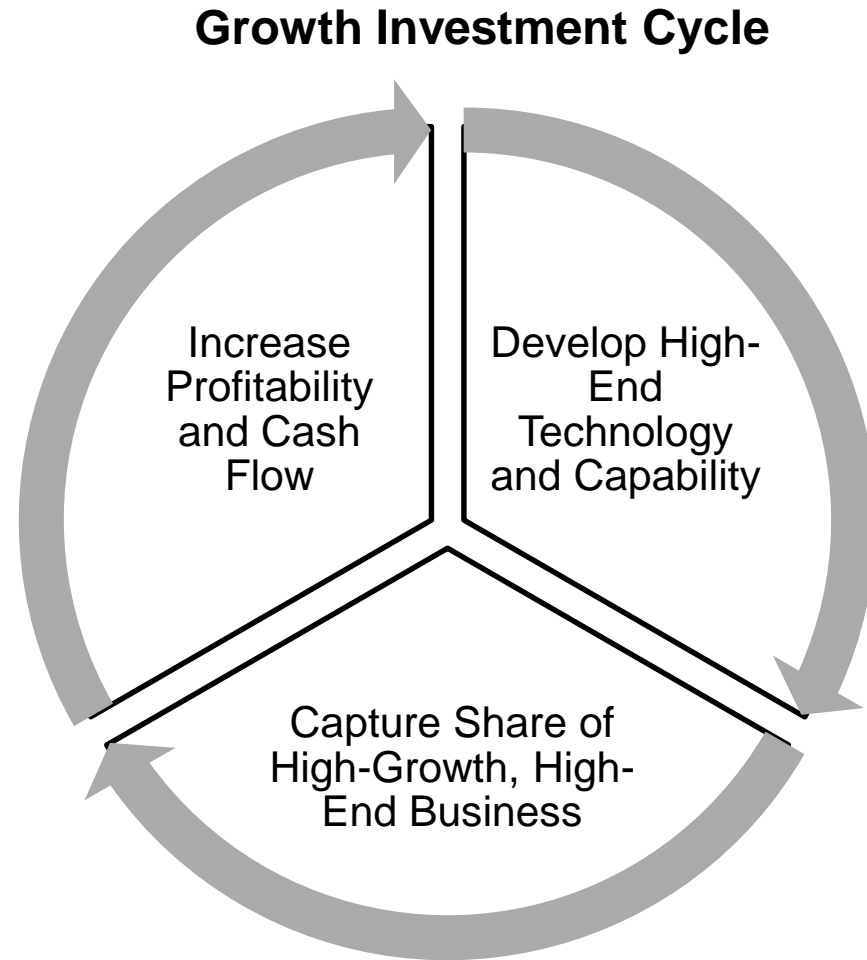 Growth Investment Cycle
Increase
Profitability
and Cash
Flow
Develop High-
End
Technology
and Capability
Capture Share of
High-Growth, High-
End Business